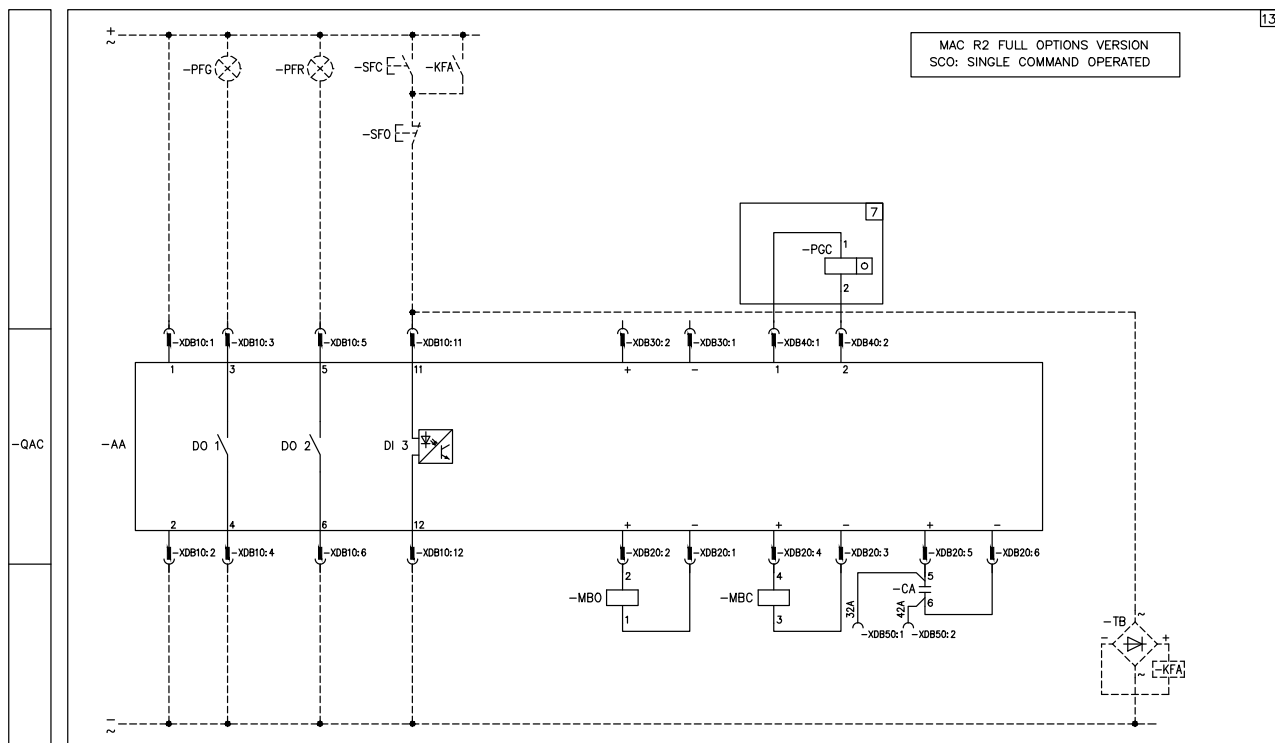 13
MAC R2 FULL OPTIONS VERSION
SCO: SINGLE COMMAND OPERATED
+
~
-PFG
-PFR
-SFC
-KFA
-SFO
7
-PGC
1
2
-XDB10:1
-XDB10:3
-XDB10:5
-XDB10:11
-XDB30:2
-XDB30:1
-XDB40:1
-XDB40:2
1
3
5
11
+
-
1
2
-QAC
-AA
DO 1
DO 2
DI 3
2
4
6
12
+
-
+
-
+
-
-XDB10:2
-XDB10:4
-XDB10:6
-XDB10:12
-XDB20:2
-XDB20:1
-XDB20:4
-XDB20:3
-XDB20:5
-XDB20:6
2
-MBO
1
4
-MBC
3
5
-CA
6
32A
42A
-XDB50:1
-XDB50:2
-TB
~
-
+
~
-KFA
-
~